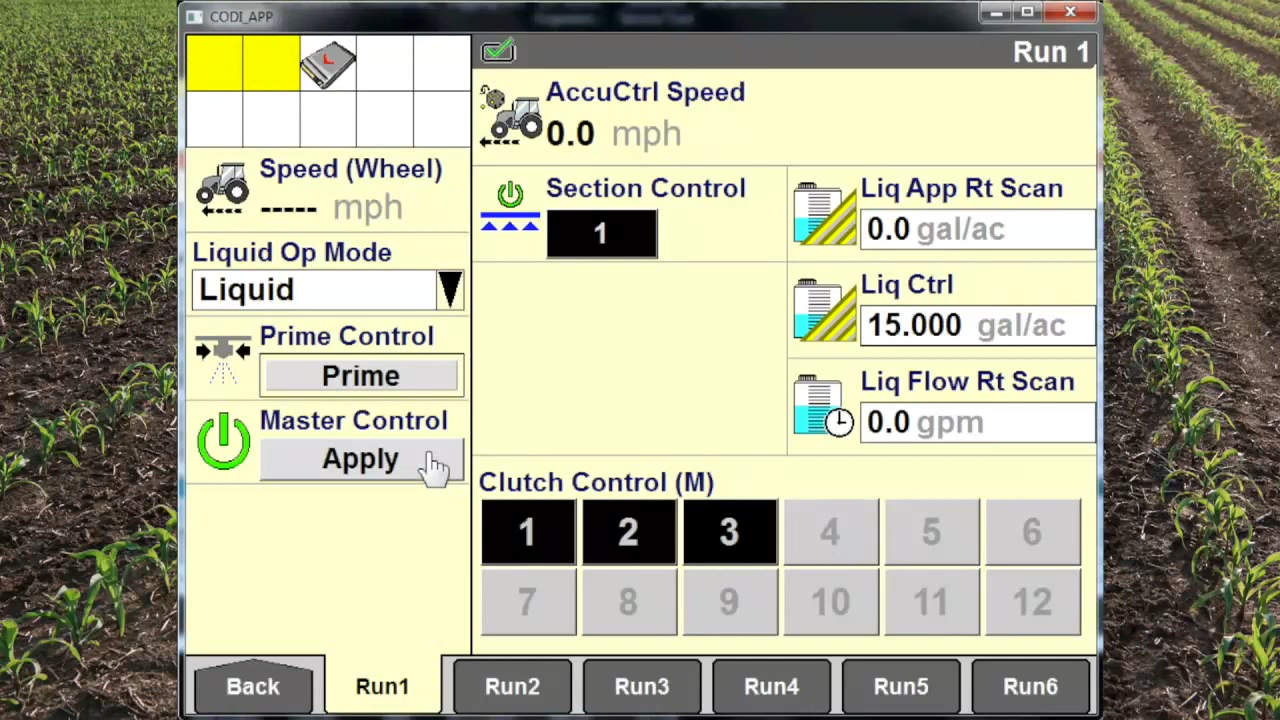 CODI_APP
Run 1
AccuCtrl Speed
0.0 mph
Speed (Wheel)
----- mph
Liquid Op Mode
Liquid
Prime Control
Prime
Master Control
Apply
Section Control
1
Liq App Rt Scan
0.0 gal/ac
Liq Ctrl
15.000 gal/ac
Liq Flow Rt Scan
0.0 gpm
Clutch Control (M)
1 2 3 4 5 6
7 8 9 10 11 12
Back Run1 Run2 Run3 Run4 Run5 Run6